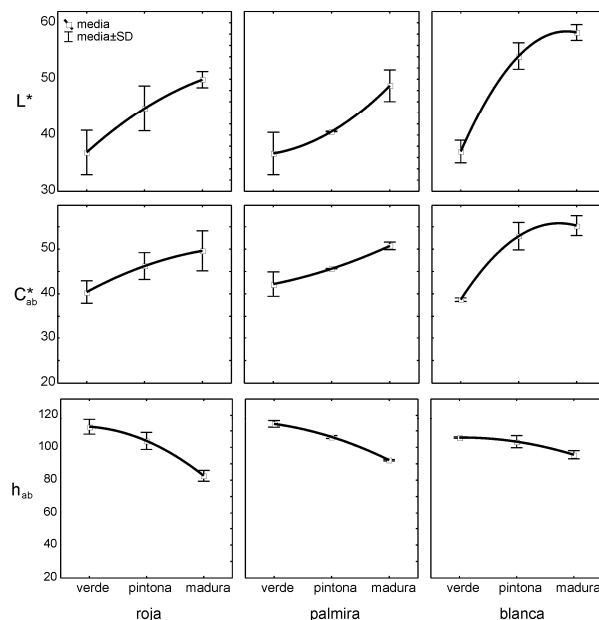 media
media±SD
60
50
40
30
L*
50
40
30
20
C*ab
120
100
80
60
40
20
hab
verde pintona madura verde pintona madura verde pintona madura
roja palmira blanca